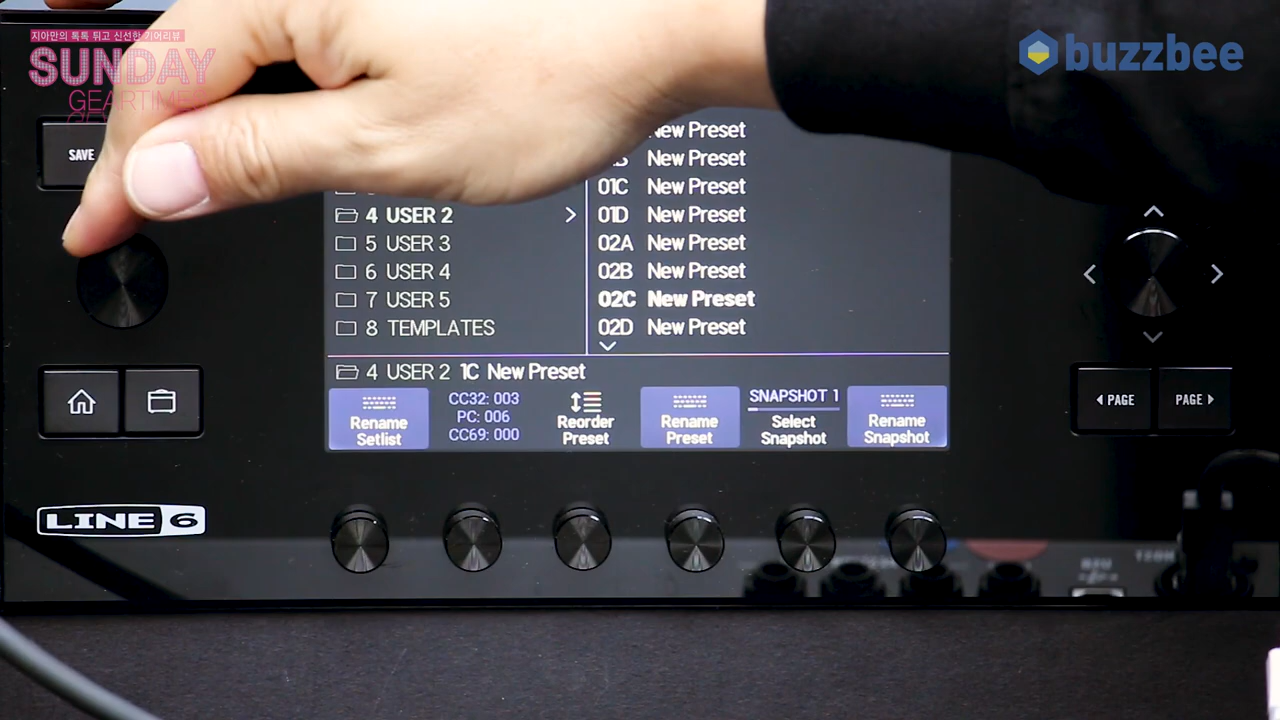 지아만의 톡톡 튀고 신선한 기어리뷰
SUNDAY
GEARTIMES
buzzbee
SAVE
New Preset
New Preset
01C New Preset
4 USER 2 01D New Preset
5 USER 3 02A New Preset
6 USER 4 02B New Preset
7 USER 5 02C New Preset
8 TEMPLATES 02D New Preset
4 USER 2 1C New Preset
Rename
Setlist
CC32: 003
PC: 006
CC69: 000
Reorder
Preset
Rename
Preset
SNAPSHOT 1
Select
Snapshot
Rename
Snapshot
PAGE
PAGE
LINE 6